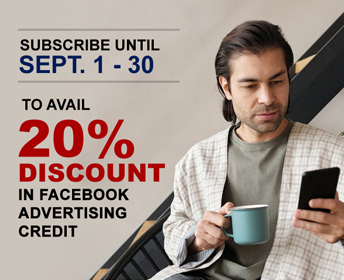 SUBSCRIBE UNTIL
SEPT. 1 - 30
TO AVAIL
20%
DISCOUNT
IN FACEBOOK
ADVERTISING
CREDIT